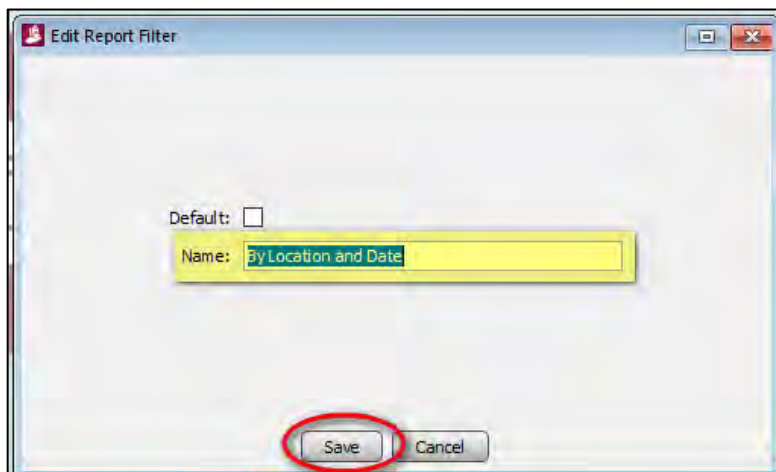 Edit Report Filter
Default:
Name: By Location and Date
Save Cancel